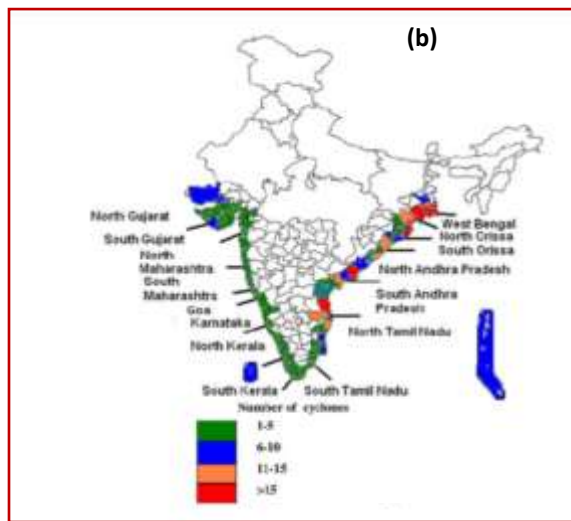 (b)
North Gujarat
South Gujarat
North
Maharashtra
South
Maharashtra
Goa
Karnataka
North Kerala
South Kerala
South Tamil Nadu
West Bengal
North Orissa
South Orissa
North Andhra Pradesh
South Andhra
Pradesh
North Tamil Nadu
Number of cyclones
1-5
6-10
11-15
>15